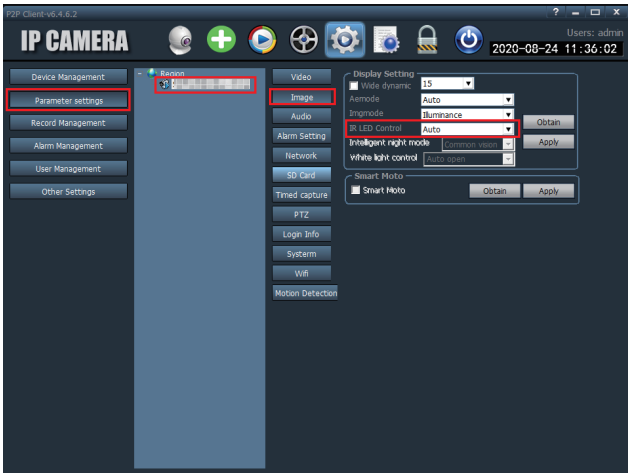 P2P Client-v6.4.6.2
IP CAMERA
Users: admin
2020-08-24 11:36:02
Device Management
Parameter settings
Record Management
Alarm Management
User Management
Other Settings
Region
Video
Image
Audio
Alarm Setting
Network
SD Card
Timed capture
PTZ
Login Info
Systerm
Wifi
Motion Detection
Display Setting
Wide dynamic 15
Aemode Auto
Imgmode Illuminance
IR LED Control Auto
Intelligent night mode Common vision
White light control Auto open
Obtain
Apply
Smart Moto
Smart Moto Obtain Apply